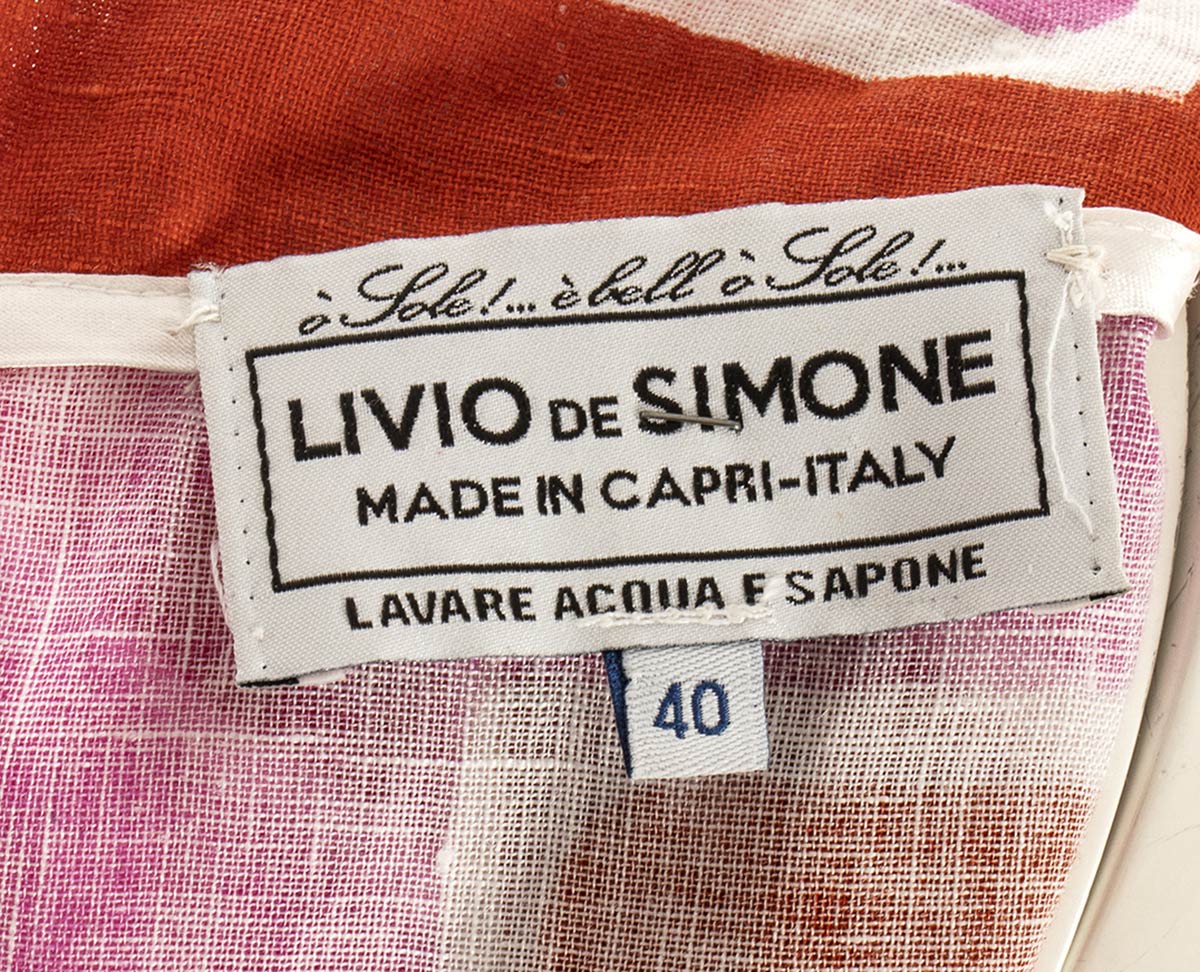 ò Sole!... è bell ò Sole!...
LIVIO DE SIMONE
MADE IN CAPRI-ITALY
LAVARE ACQUA E SAPONE
40